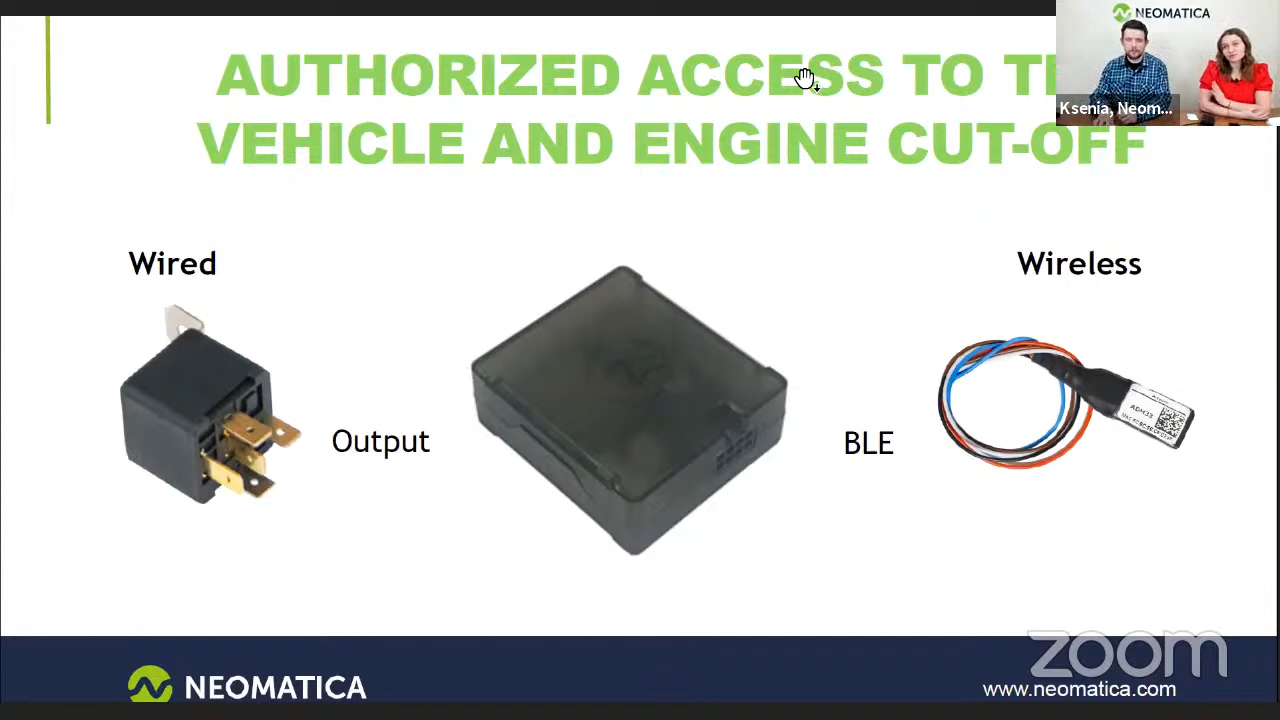 NEOMATICA
AUTHORIZED ACCESS TO
Ksenia, Neom...
VEHICLE AND ENGINE CUT-OFF
Wired
Wireless
Output
BLE
ADM33
zoom
NEOMATICA
www.neomatica.com